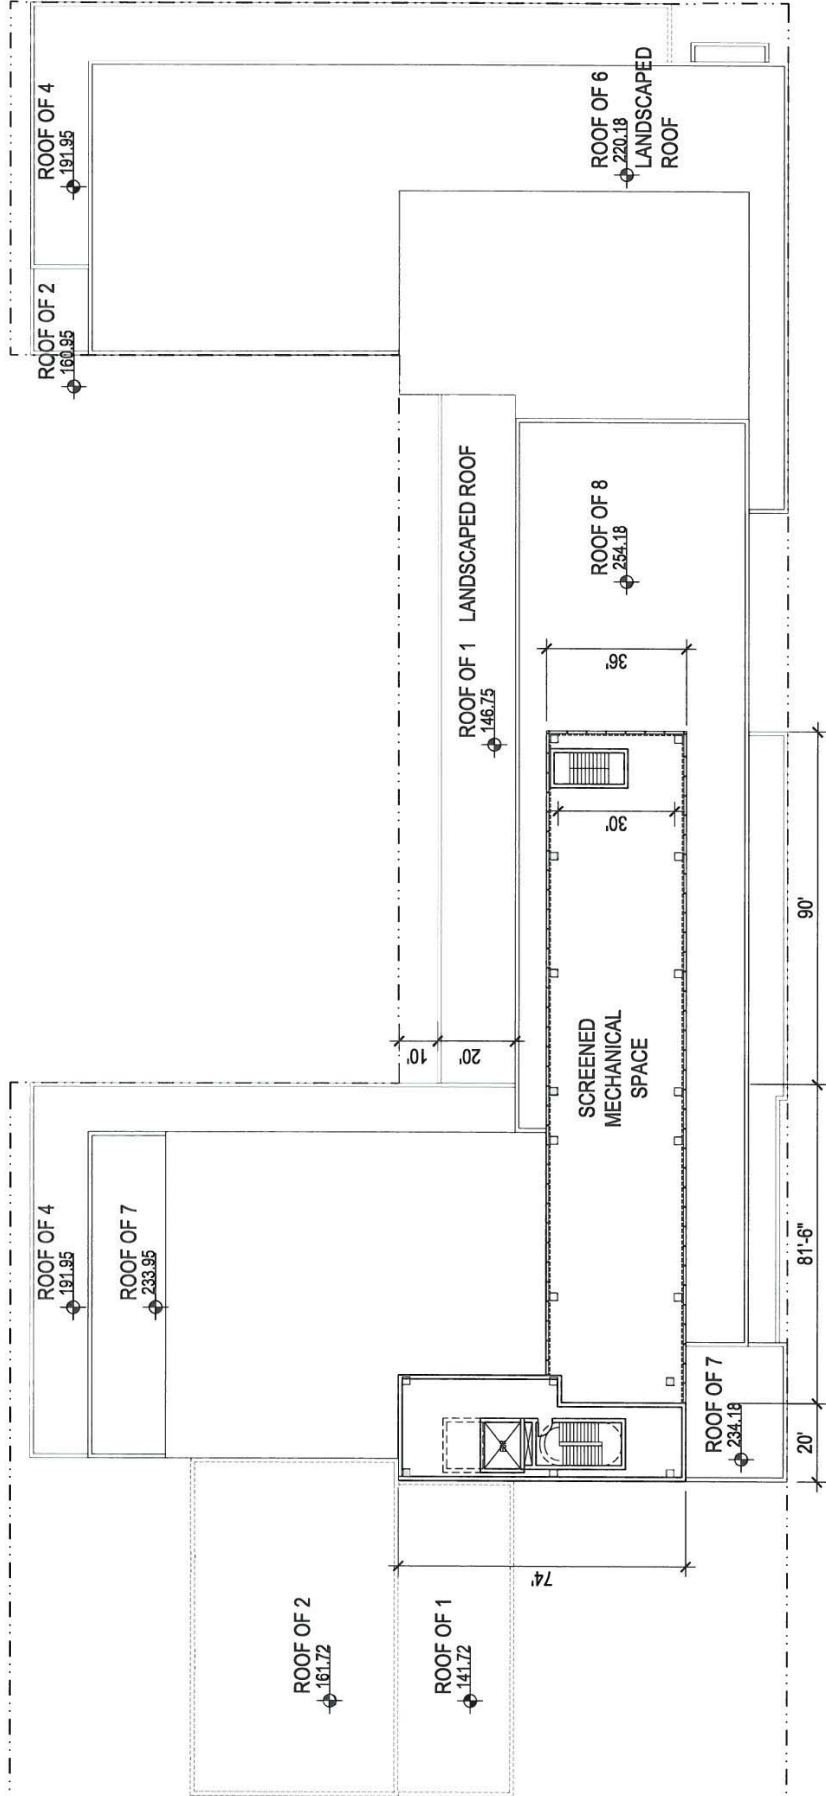 ROOF OF 4
191.95
ROOF OF 2
160.95
ROOF OF 6
220.18
LANDSCAPED
ROOF
ROOF OF 1 LANDSCAPED ROOF
146.75
ROOF OF 8
254.18
36'
30'
90'
10'
20'
SCREENED
MECHANICAL
SPACE
ROOF OF 4
191.95
ROOF OF 7
233.95
81'-6"
ROOF OF 7
234.18
20'
74'
ROOF OF 2
161.72
ROOF OF 1
141.72